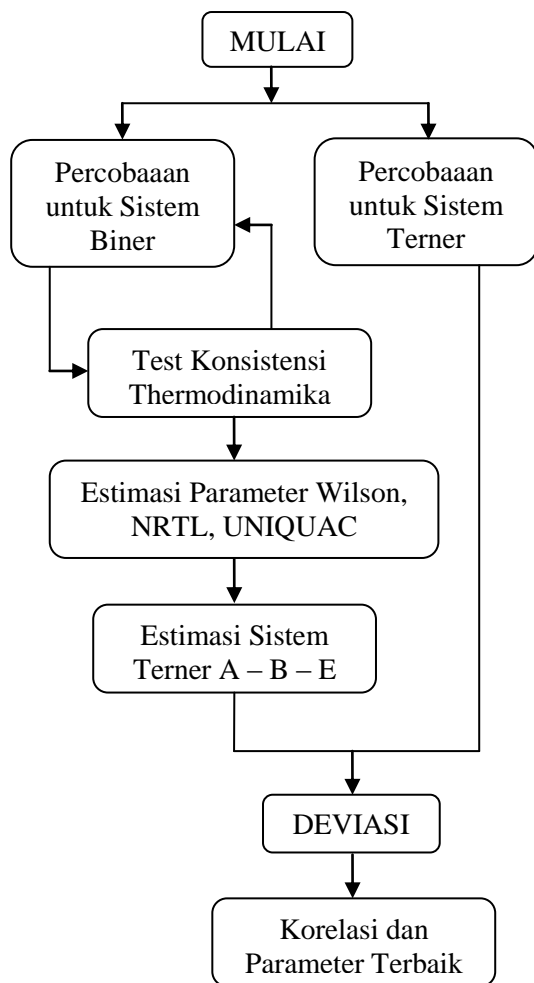 MULAI
Percobaaan
untuk Sistem
Biner
Percobaaan
untuk Sistem
Terner
Test Konsistensi
Thermodinamika
Estimasi Parameter Wilson,
NRTL, UNIQUAC
Estimasi Sistem
Terner A – B – E
DEVIASI
Korelasi dan
Parameter Terbaik